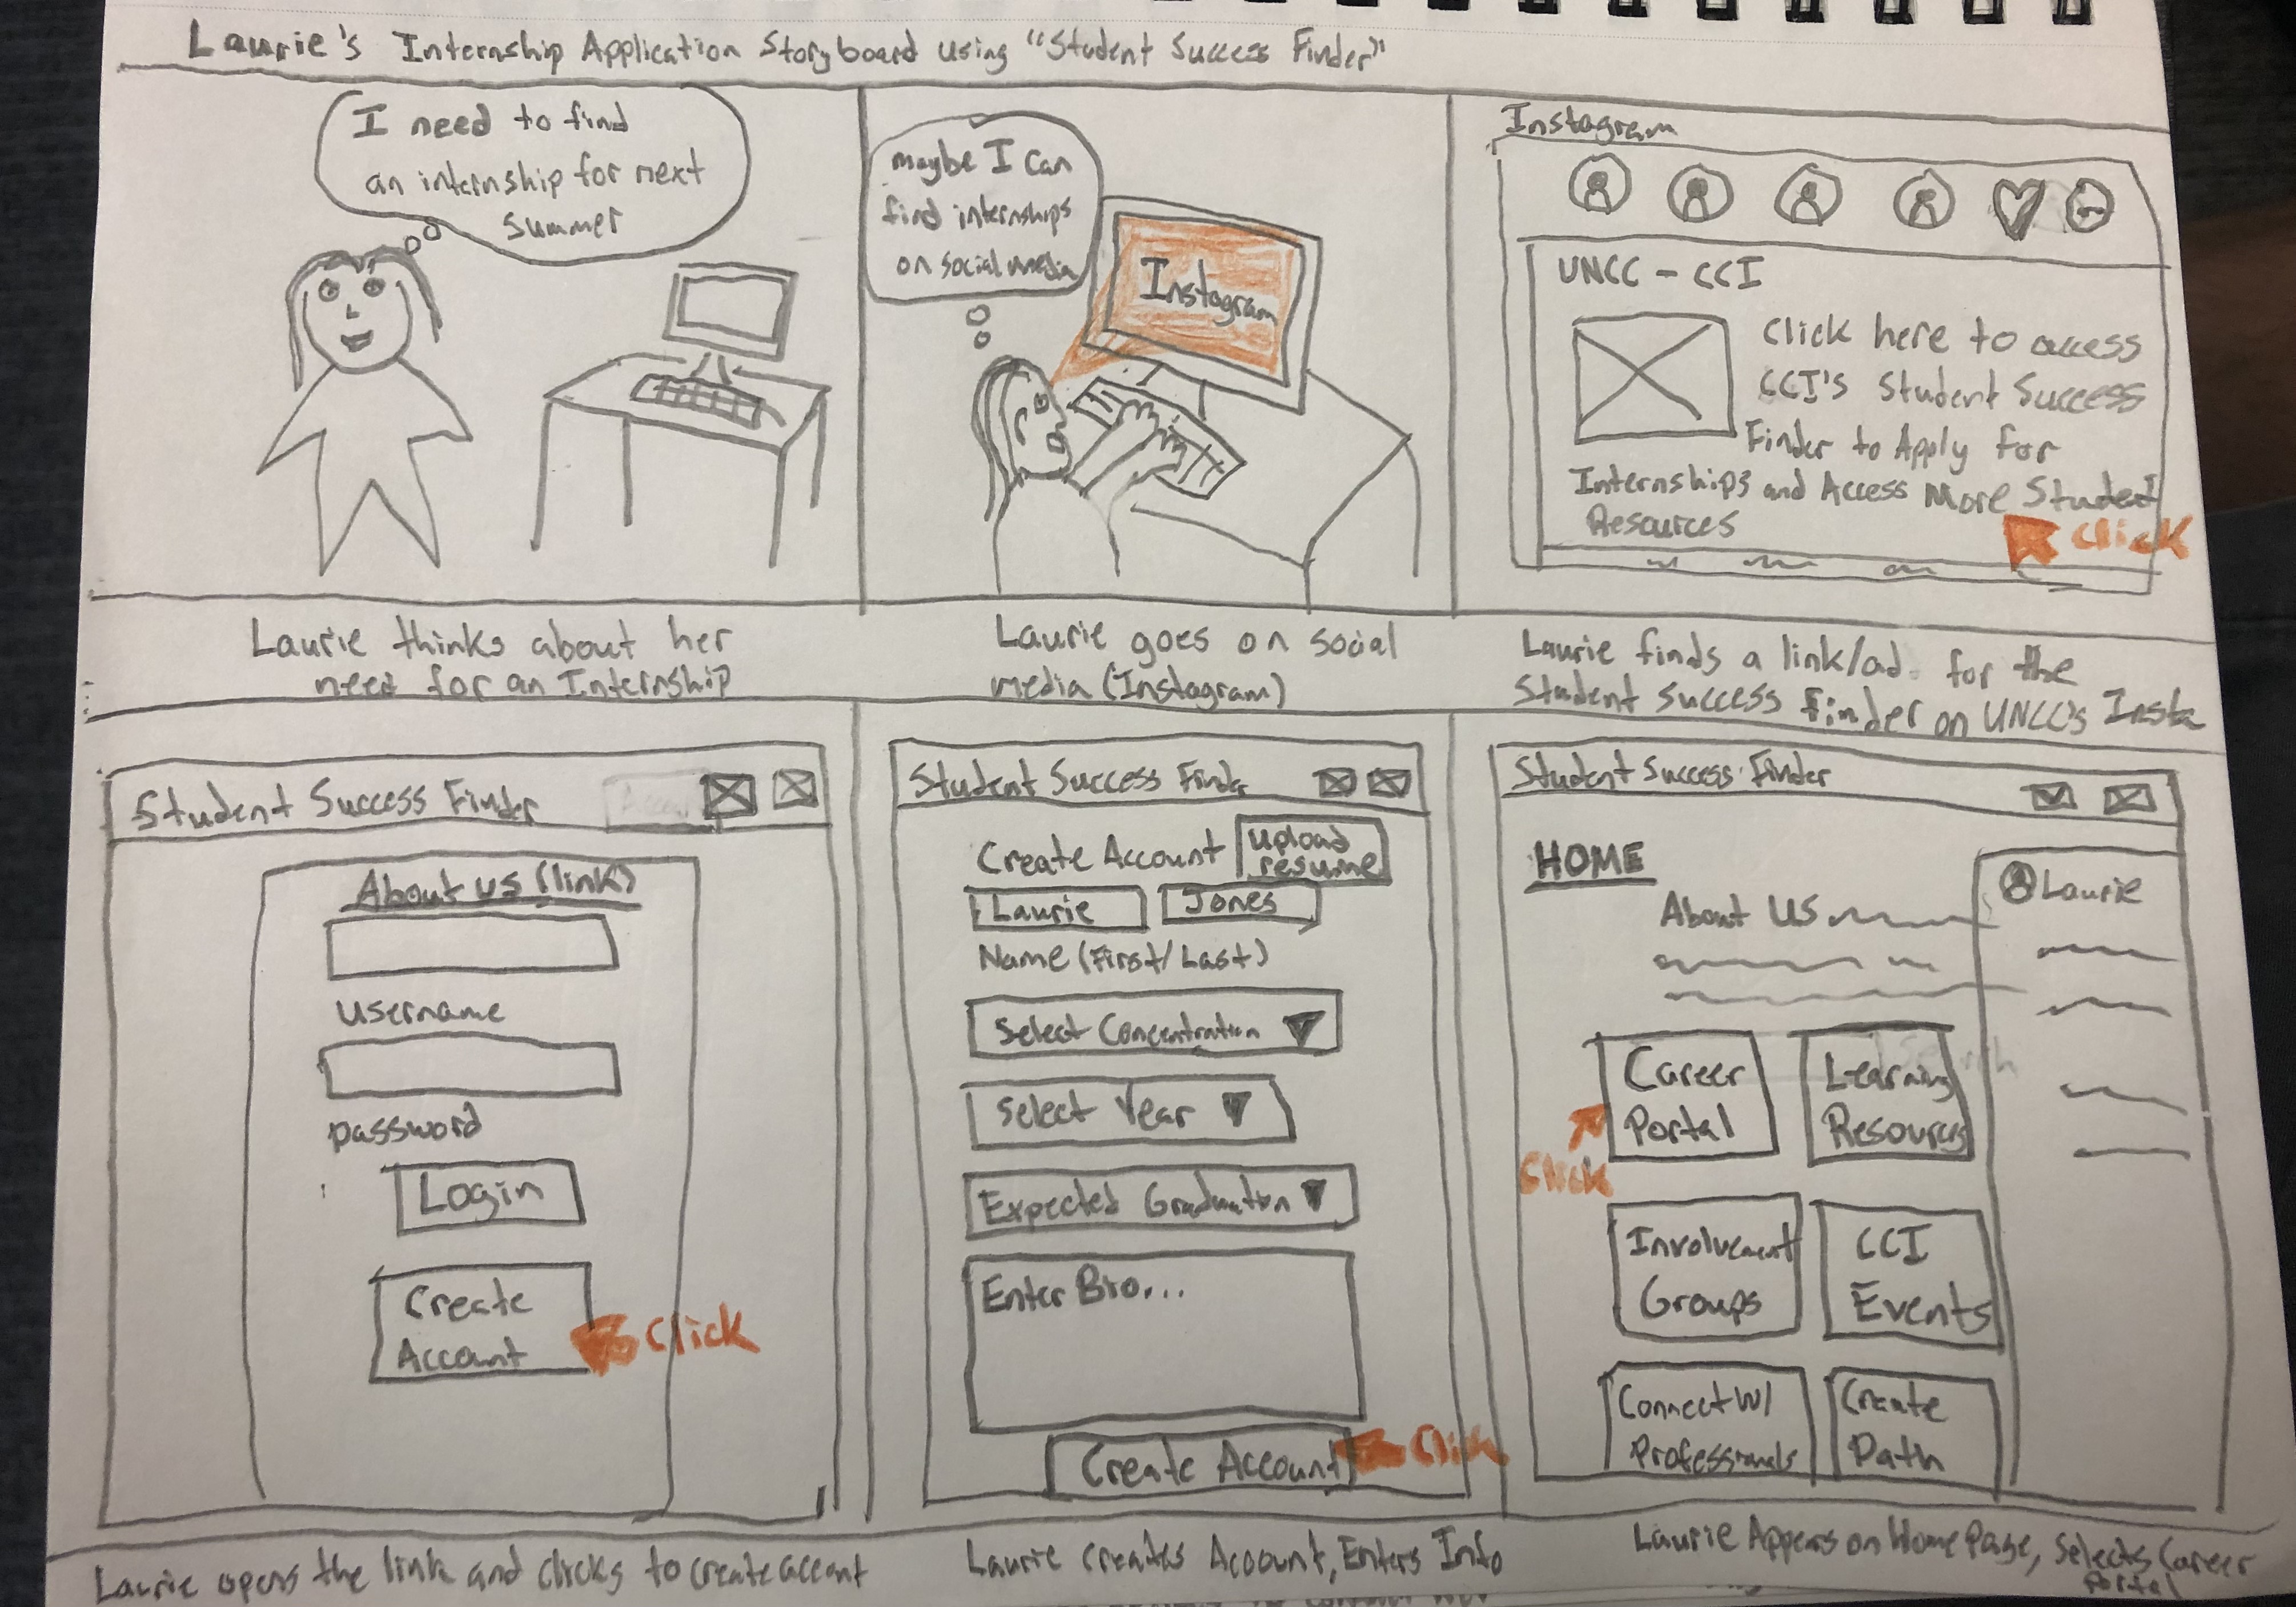 Laurie's Internship Application Storyboard using "Student Success Finder"
I need to find
an internship for next
summer
Laurie thinks about her
need for an Internship
maybe I can
find internships
on social media
Instagram
Laurie goes on social
media (Instagram)
Instagram
UNCC - CCI
Click here to access
CCI's Student Success
Finder to Apply for
Internships and Access More Student
Resources
Click
Laurie finds a link/ad. for the
Student Success Finder on UNCC's Insta
Student Success Finder
About us (link)
username
password
Login
Create
Account
Click
Laurie opens the link and clicks to create account
Student Success Finder
Create Account
Upload
resume
Laurie
Jones
Name (First/Last)
Select Concentration
Select Year
Expected Graduation
Enter Bio...
Create Account
Click
Laurie Creates Account, Enters Info
Student Success Finder
HOME
Laurie
About Us
Career
Portal
Click
Learning
Resources
Involvement
Groups
CCI
Events
Connect W/
Professionals
Create
Path
Laurie Appears on Home Page, Selects Career
Portal